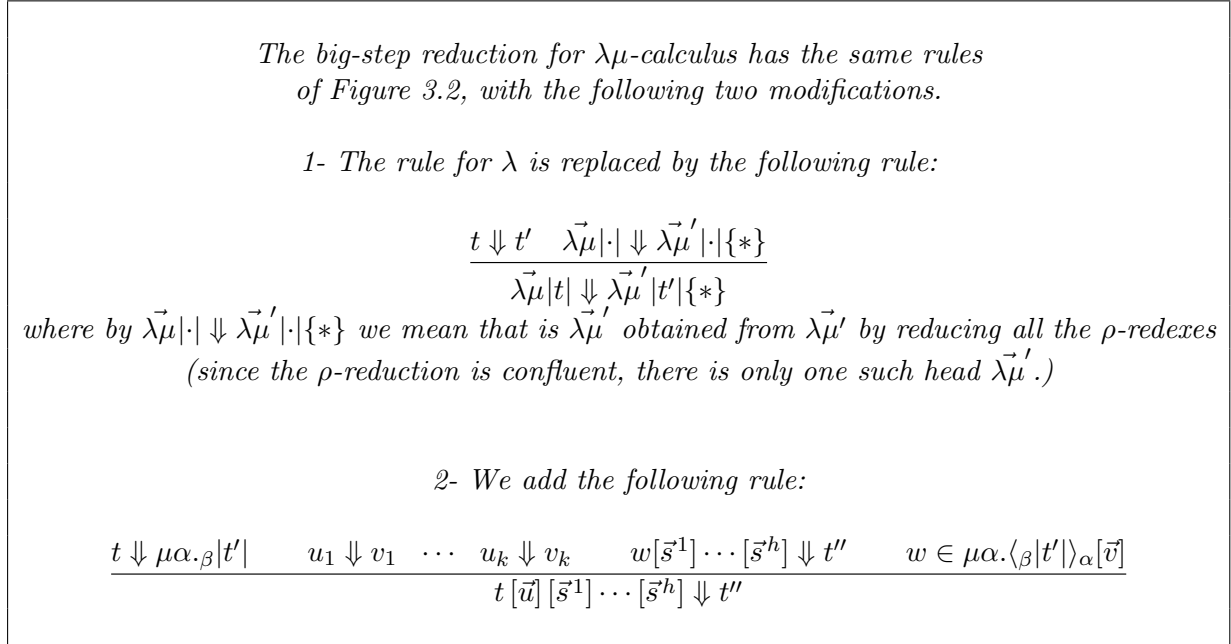 The big-step reduction for λμ-calculus has the same rules
of Figure 3.2, with the following two modifications.
1- The rule for λ is replaced by the following rule:
t ⇓ t′   λ⃗μ|·| ⇓ λ⃗μ′|·|{∗}
λ⃗μ|t| ⇓ λ⃗μ′|t′|{∗}
where by λ⃗μ|·| ⇓ λ⃗μ′|·|{∗} we mean that is λ⃗μ′ obtained from λ⃗μ′ by reducing all the ρ-redexes
(since the ρ-reduction is confluent, there is only one such head λ⃗μ′.)
2- We add the following rule:
t ⇓ μα.β|t′|   u₁ ⇓ v₁ ⋯ uₖ ⇓ vₖ   w[s⃗¹]⋯[s⃗ʰ] ⇓ t″   w ∈ μα.⟨β|t′|⟩α[v⃗]
t [u⃗] [s⃗¹]⋯[s⃗ʰ] ⇓ t″